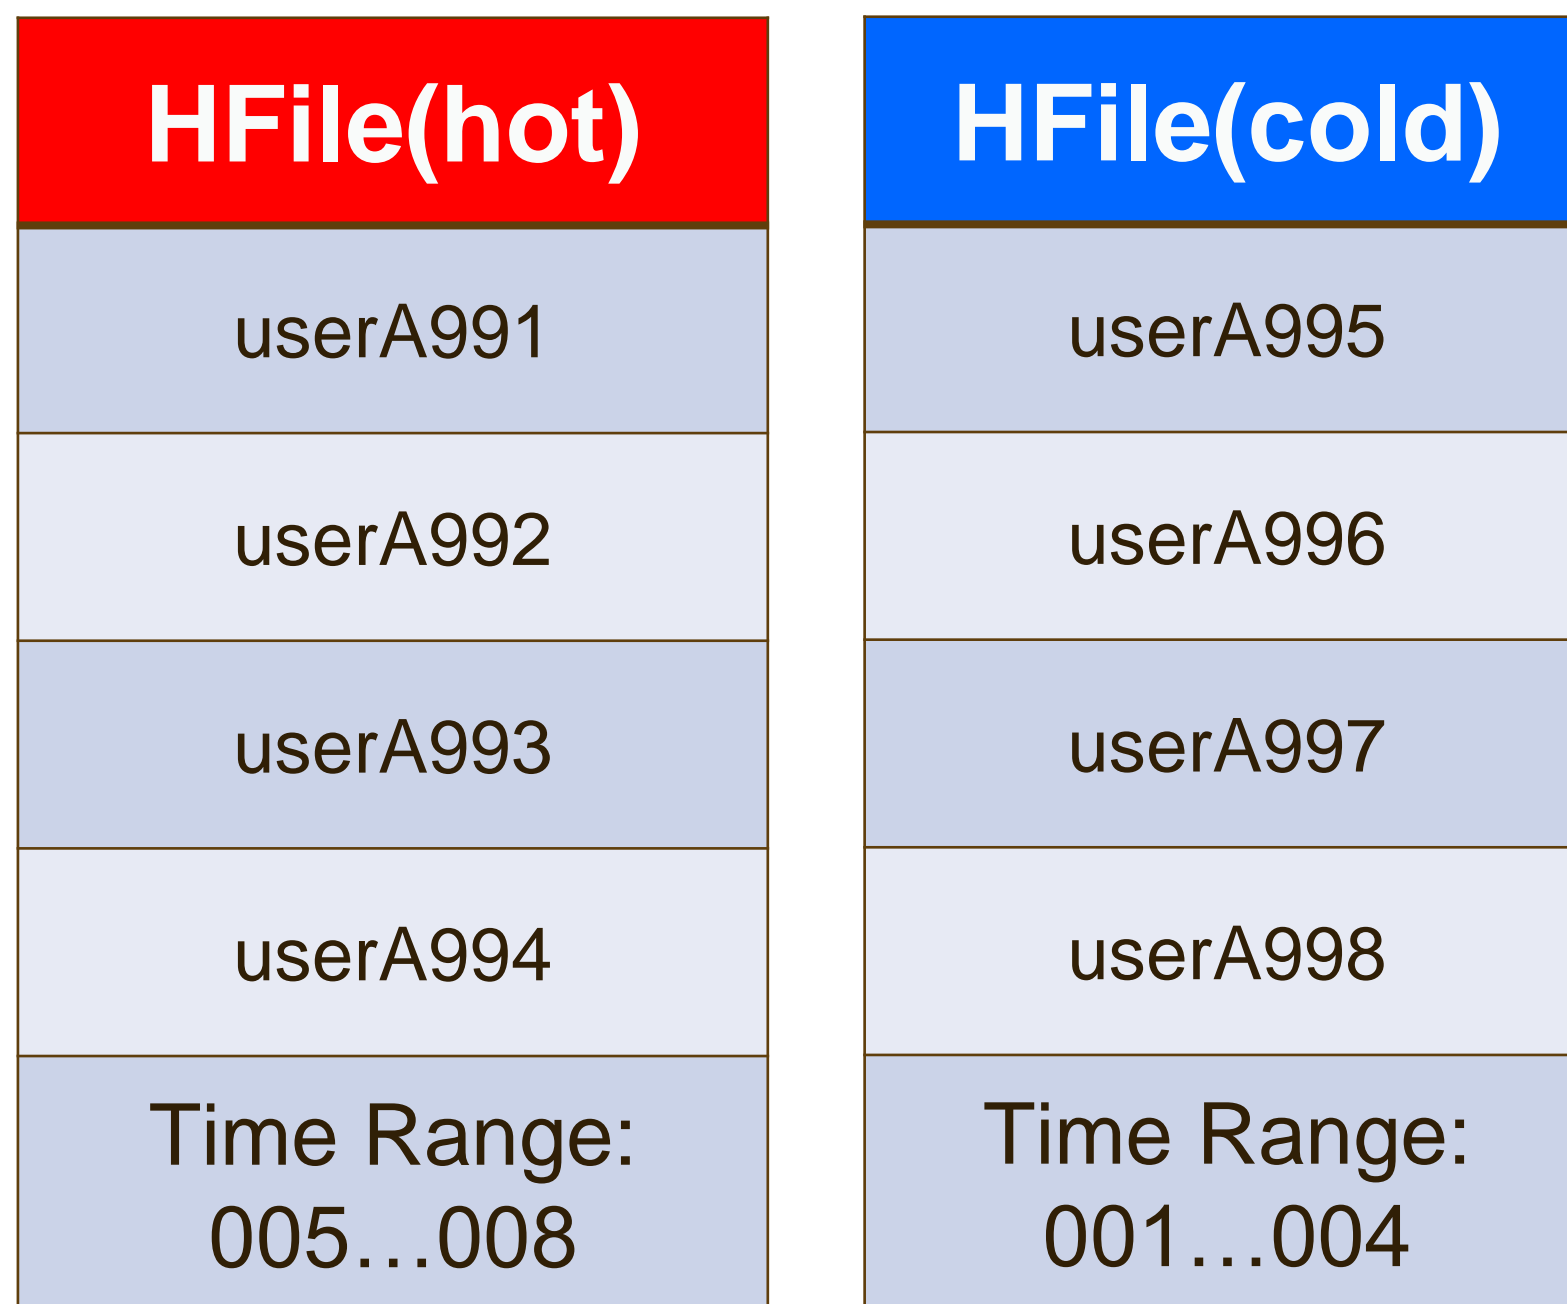 HFile(hot)
userA991
userA992
userA993
userA994
Time Range:
005…008
HFile(cold)
userA995
userA996
userA997
userA998
Time Range:
001…004